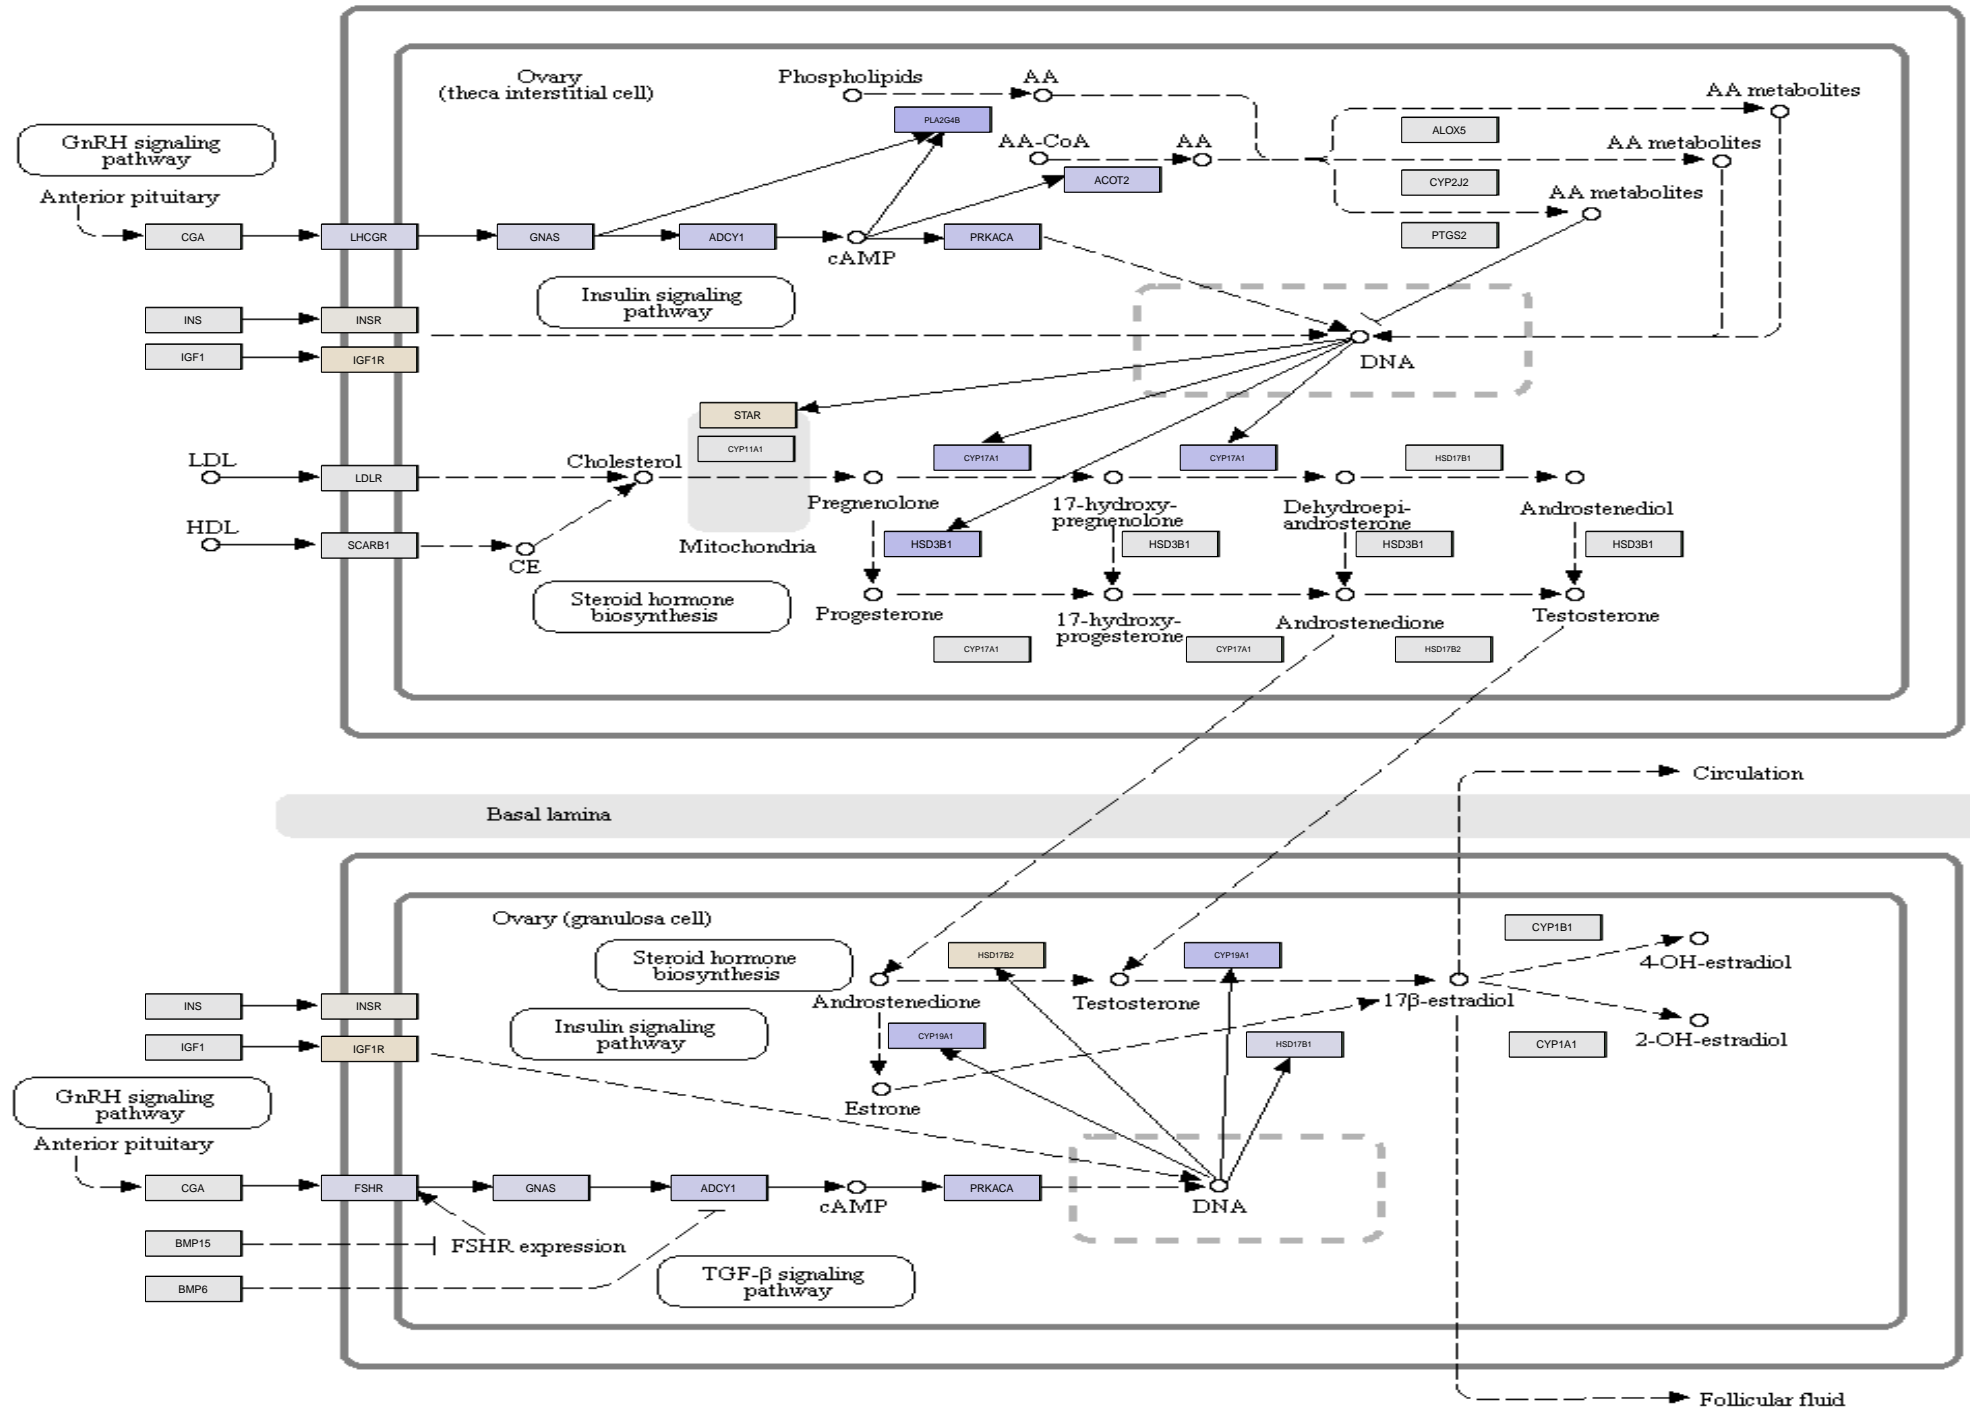 Ovary
(theca interstitial cell)
Phospholipids
AA
AA metabolites
PLA2G4B
ALOX5
GnRH signaling
pathway
AA-CoA
AA
AA metabolites
ACOT2
CYP2J2
AA metabolites
Anterior pituitary
CGA
LHCGR
GNAS
ADCY1
cAMP
PRKACA
PTGS2
Insulin signaling
pathway
INS
INSR
IGF1
IGF1R
DNA
STAR
CYP11A1
CYP17A1
CYP17A1
HSD17B1
LDL
LDLR
Cholesterol
Pregnenolone
17-hydroxy-
pregnenolone
Dehydroepi-
androsterone
Androstenediol
HDL
SCARB1
CE
Mitochondria
HSD3B1
HSD3B1
HSD3B1
HSD3B1
Steroid hormone
biosynthesis
Progesterone
17-hydroxy-
progesterone
Androstenedione
Testosterone
CYP17A1
CYP17A1
HSD17B2
Circulation
Basal lamina
Ovary (granulosa cell)
CYP1B1
Steroid hormone
biosynthesis
HSD17B2
CYP19A1
4-OH-estradiol
Androstenedione
Testosterone
17β-estradiol
INS
INSR
Insulin signaling
pathway
CYP19A1
HSD17B1
CYP1A1
2-OH-estradiol
IGF1
IGF1R
GnRH signaling
pathway
Estrone
Anterior pituitary
CGA
FSHR
GNAS
ADCY1
cAMP
PRKACA
DNA
BMP15
FSHR expression
BMP6
TGF-β signaling
pathway
Follicular fluid